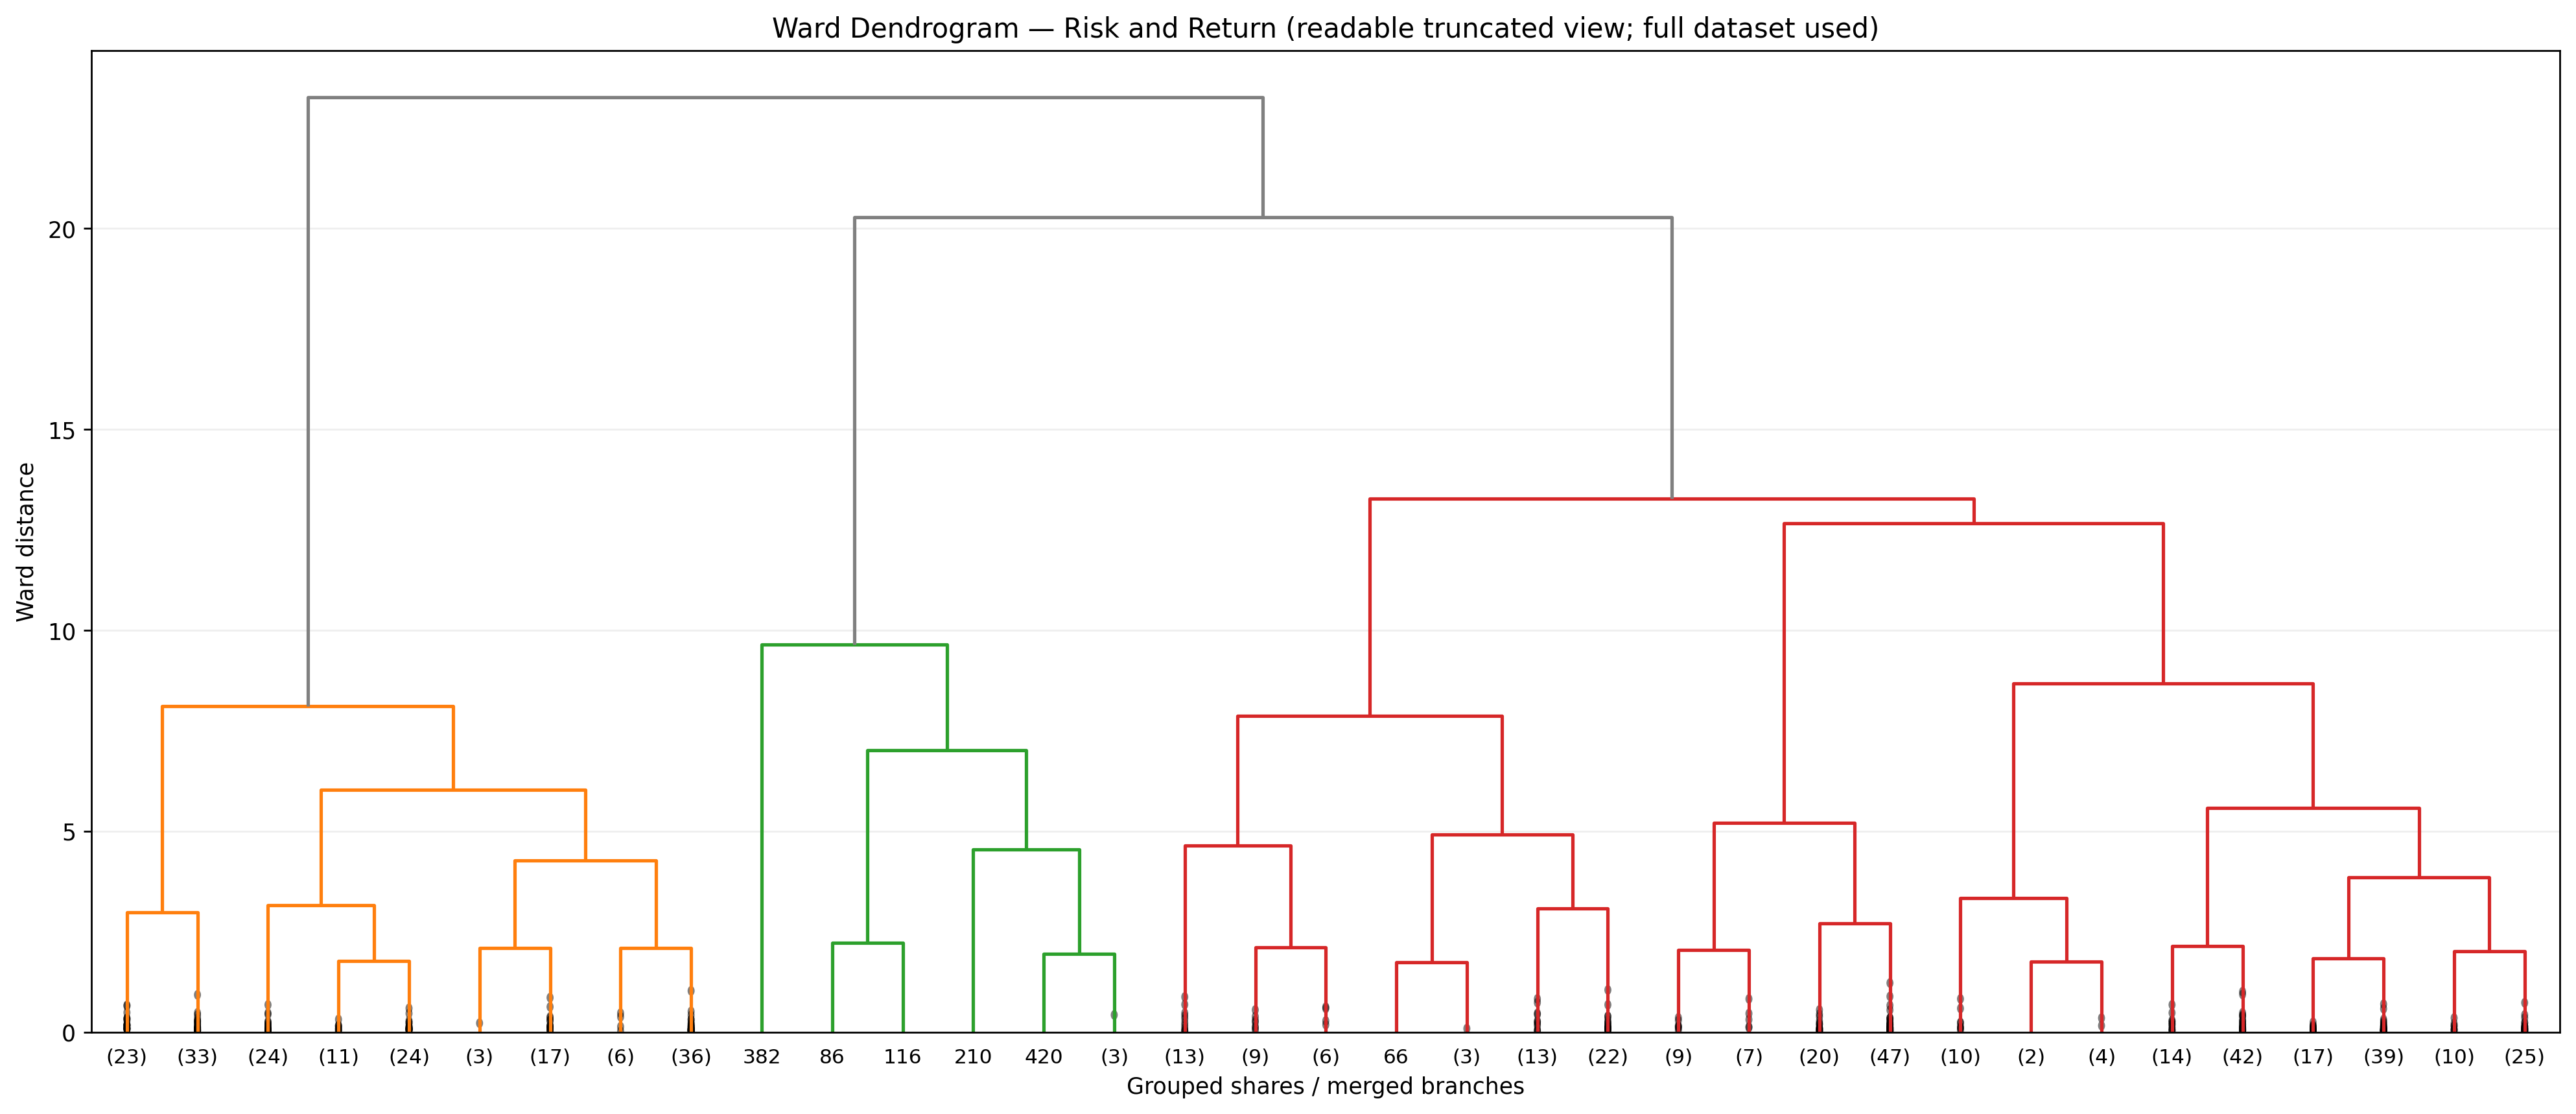 Ward Dendrogram — Risk and Return (readable truncated view; full dataset used)
Ward distance
20
15
10
5
0
(23) (33) (24) (11) (24) (3) (17) (6) (36) 382 86 116 210 420 (3) (13) (9) (6) 66 (3) (13) (22) (9) (7) (20) (47) (10) (2) (4) (14) (42) (17) (39) (10) (25)
Grouped shares / merged branches